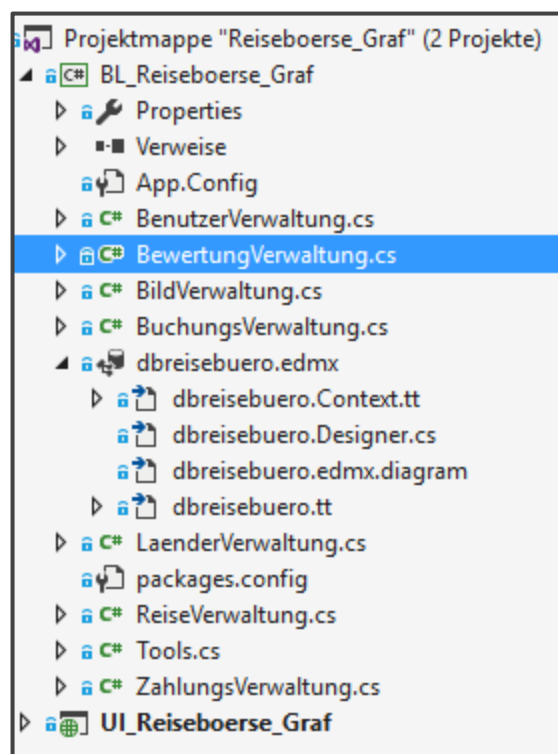 Projektmappe "Reiseboerse_Graf" (2 Projekte)
C# BL_Reiseboerse_Graf
Properties
Verweise
App.Config
C# BenutzerVerwaltung.cs
C# BewertungVerwaltung.cs
C# BildVerwaltung.cs
C# BuchungsVerwaltung.cs
dbreisebuero.edmx
dbreisebuero.Context.tt
dbreisebuero.Designer.cs
dbreisebuero.edmx.diagram
dbreisebuero.tt
C# LaenderVerwaltung.cs
packages.config
C# ReiseVerwaltung.cs
C# Tools.cs
C# ZahlungsVerwaltung.cs
UI_Reiseboerse_Graf